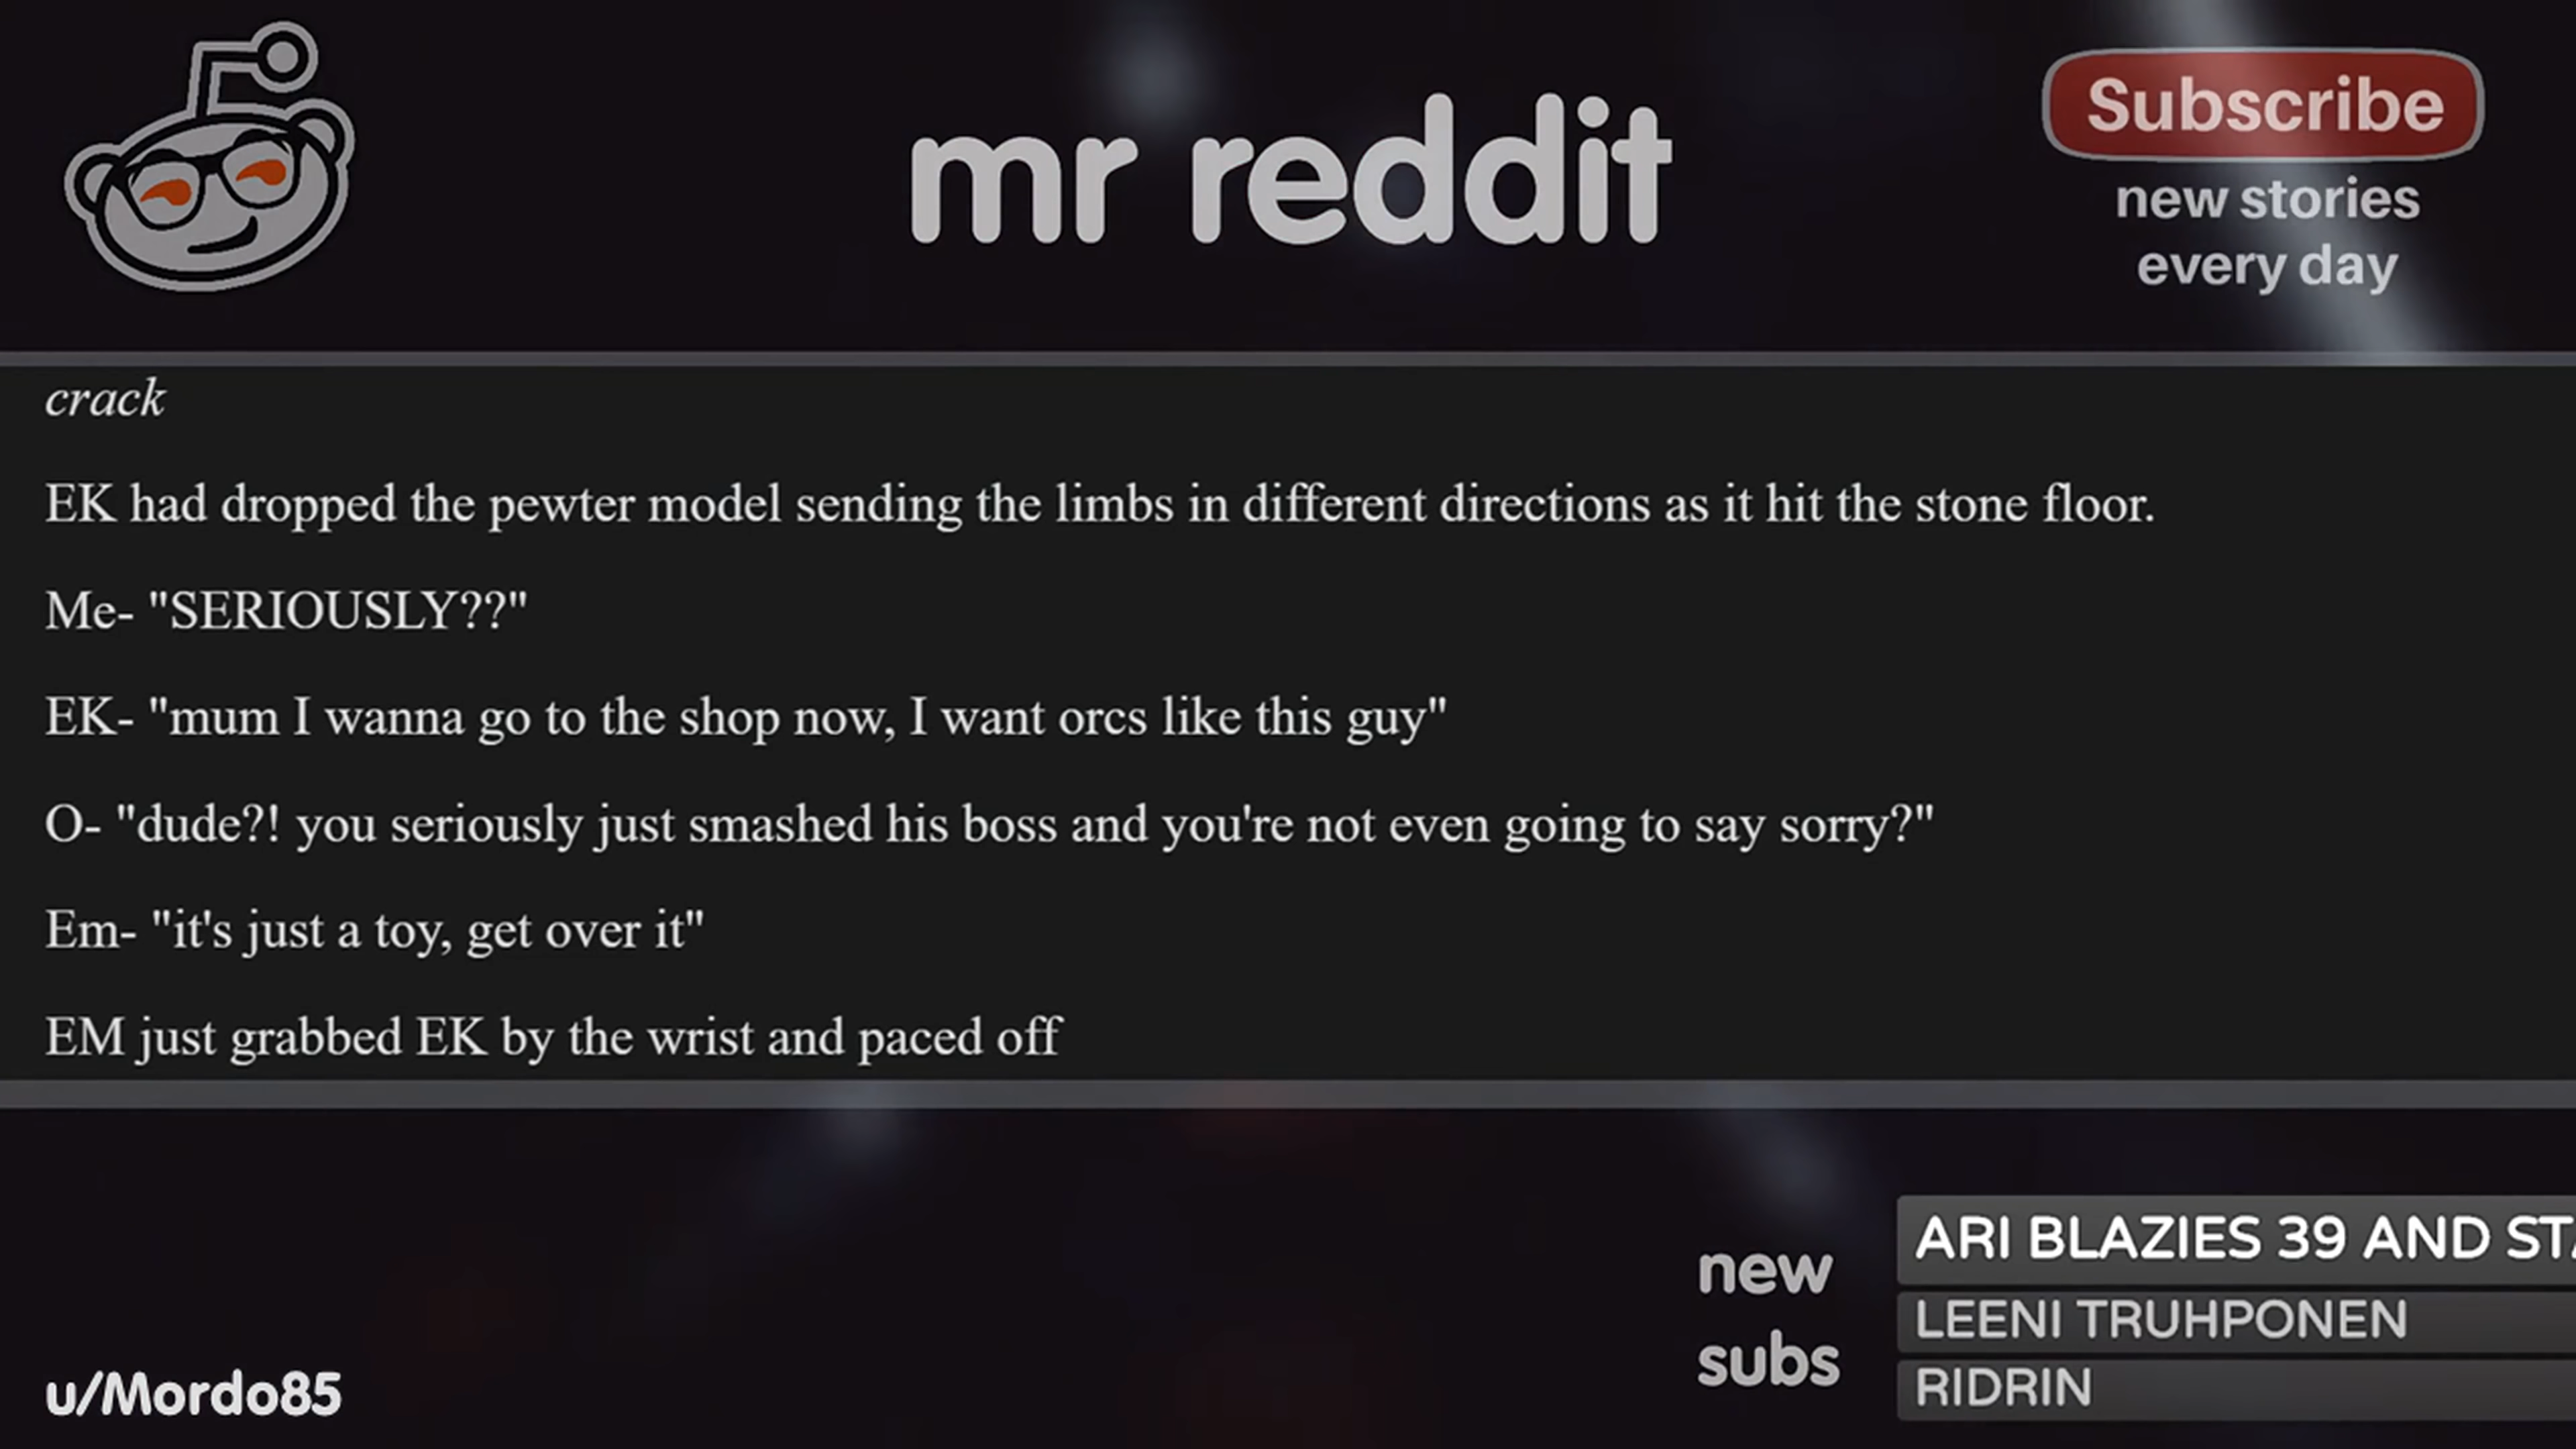 mr reddit
Subscribe
new stories
every day
crack
EK had dropped the pewter model sending the limbs in different directions as it hit the stone floor.
Me- "SERIOUSLY??"
EK- "mum I wanna go to the shop now, I want orcs like this guy"
O- "dude?! you seriously just smashed his boss and you're not even going to say sorry?"
Em- "it's just a toy, get over it"
EM just grabbed EK by the wrist and paced off
new
subs
ARI BLAZIES 39 AND
LEENI TRUHPONEN
RIDRIN
u/Mordo85